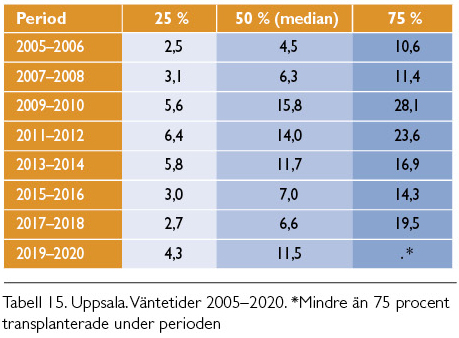 Period 25 % 50 % (median) 75 %
2005–2006 2,5 4,5 10,6
2007–2008 3,1 6,3 11,4
2009–2010 5,6 15,8 28,1
2011–2012 6,4 14,0 23,6
2013–2014 5,8 11,7 16,9
2015–2016 3,0 7,0 14,3
2017–2018 2,7 6,6 19,5
2019–2020 4,3 11,5 .*
Tabell 15. Uppsala. Väntetider 2005–2020. *Mindre än 75 procent
transplanterade under perioden